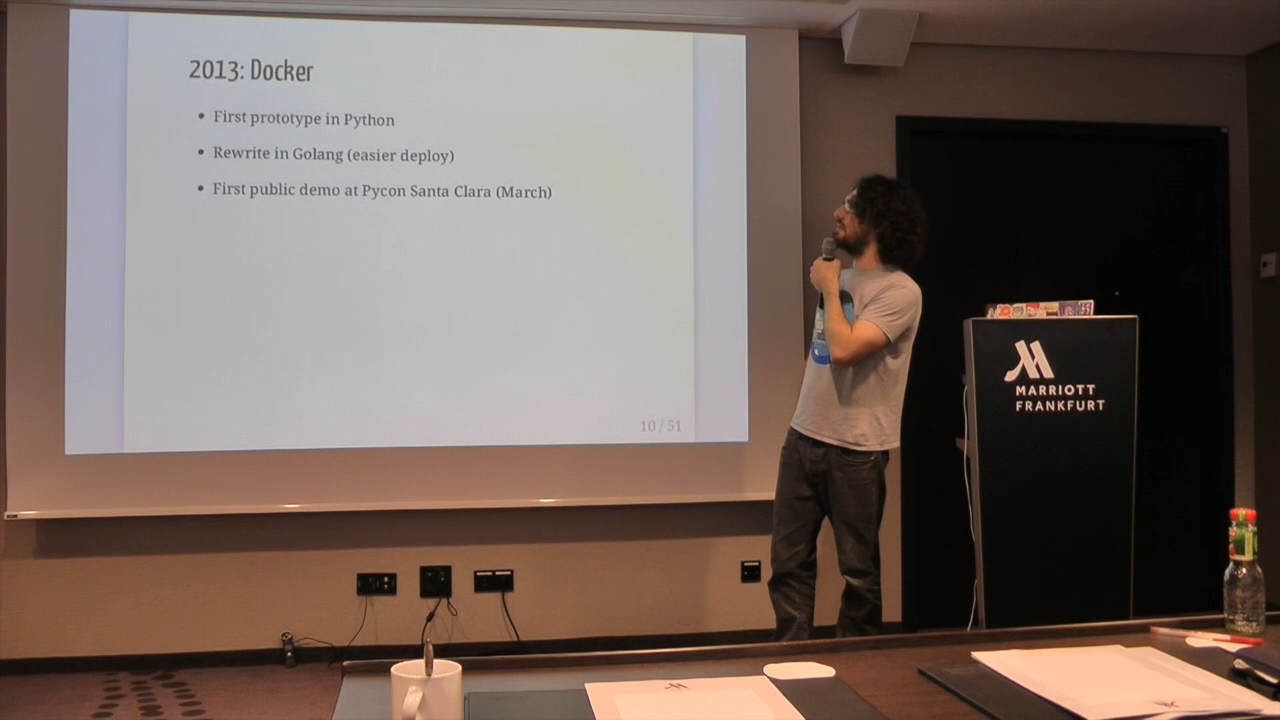 2013: Docker
• First prototype in Python
• Rewrite in Golang (easier deploy)
• First public demo at Pycon Santa Clara (March)
10 / 51
MARRIOTT
FRANKFURT